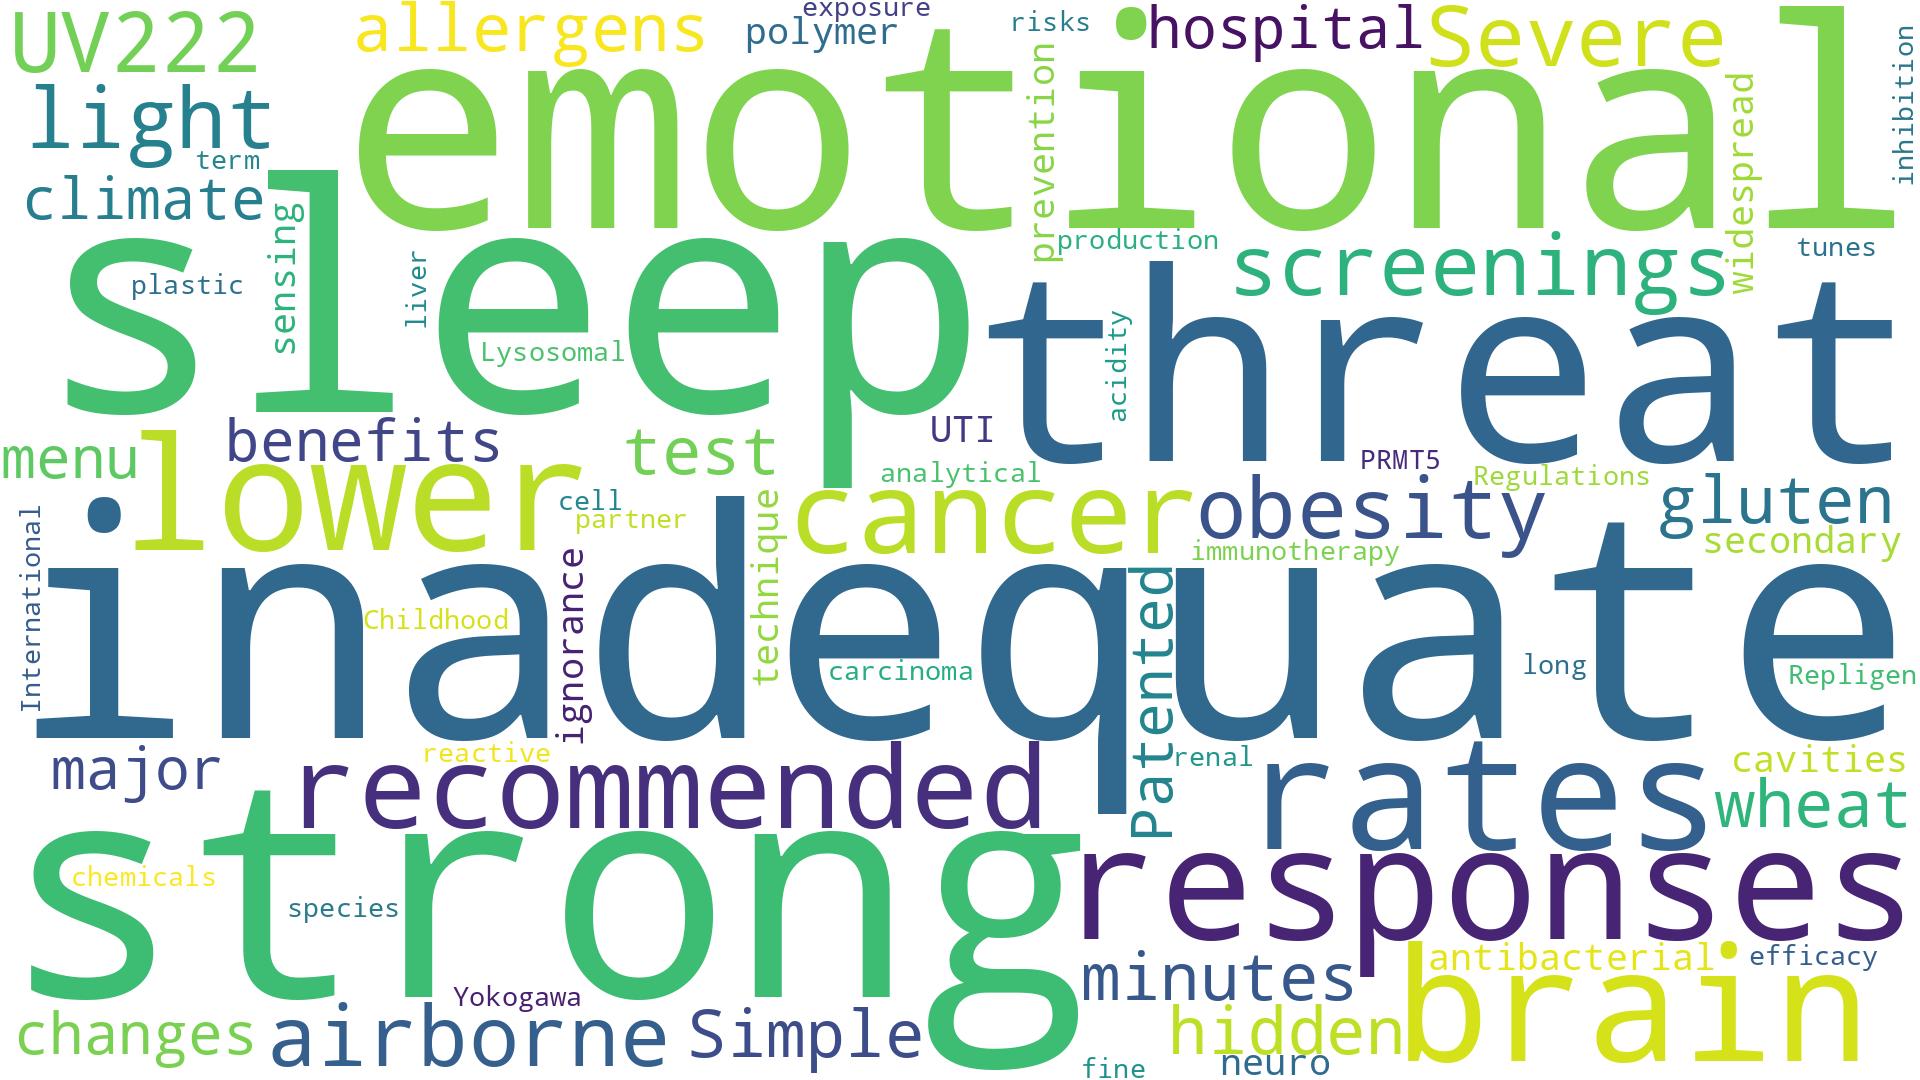 exposure
UV222
allergens
polymer
risks
hospital
Severe
emotional
light
term
climate
prevention
widespread
inhibition
sleep
sensing
plastic
liver
Lysosomal
production
screenings
tunes
threat
acidity
menu
benefits
lower
test
UTI
analytical
PRMT5
Regulations
cell
partner
cancer
obesity
gluten
secondary
immunotherapy
International
inadequate
Childhood
ignorance
technique
carcinoma
Patented
long
Repligen
major
reactive
recommended
renal
rates
cavities
wheat
strong
chemicals
species
responses
Yokogawa
minutes
antibacterial
efficacy
brain
changes
airborne
Simple
hidden
fine
neuro